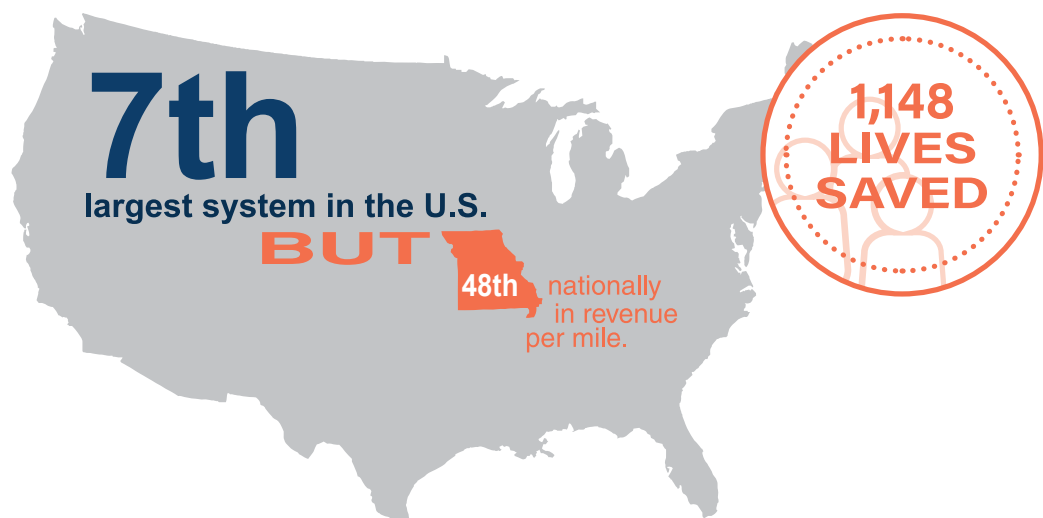 7th
largest system in the U.S.
BUT
48th
nationally
in revenue
per mile.
1,148
LIVES
SAVED